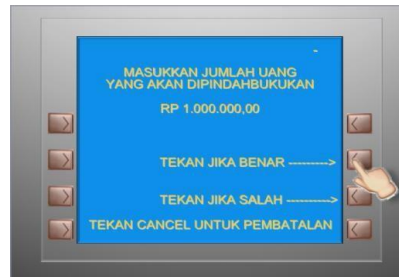 MASUKKAN JUMLAH UANG
YANG AKAN DIPINDAHBUKUKAN
RP 1.000.000,00
TEKAN JIKA BENAR --------->
TEKAN JIKA SALAH --------->
TEKAN CANCEL UNTUK PEMBATALAN